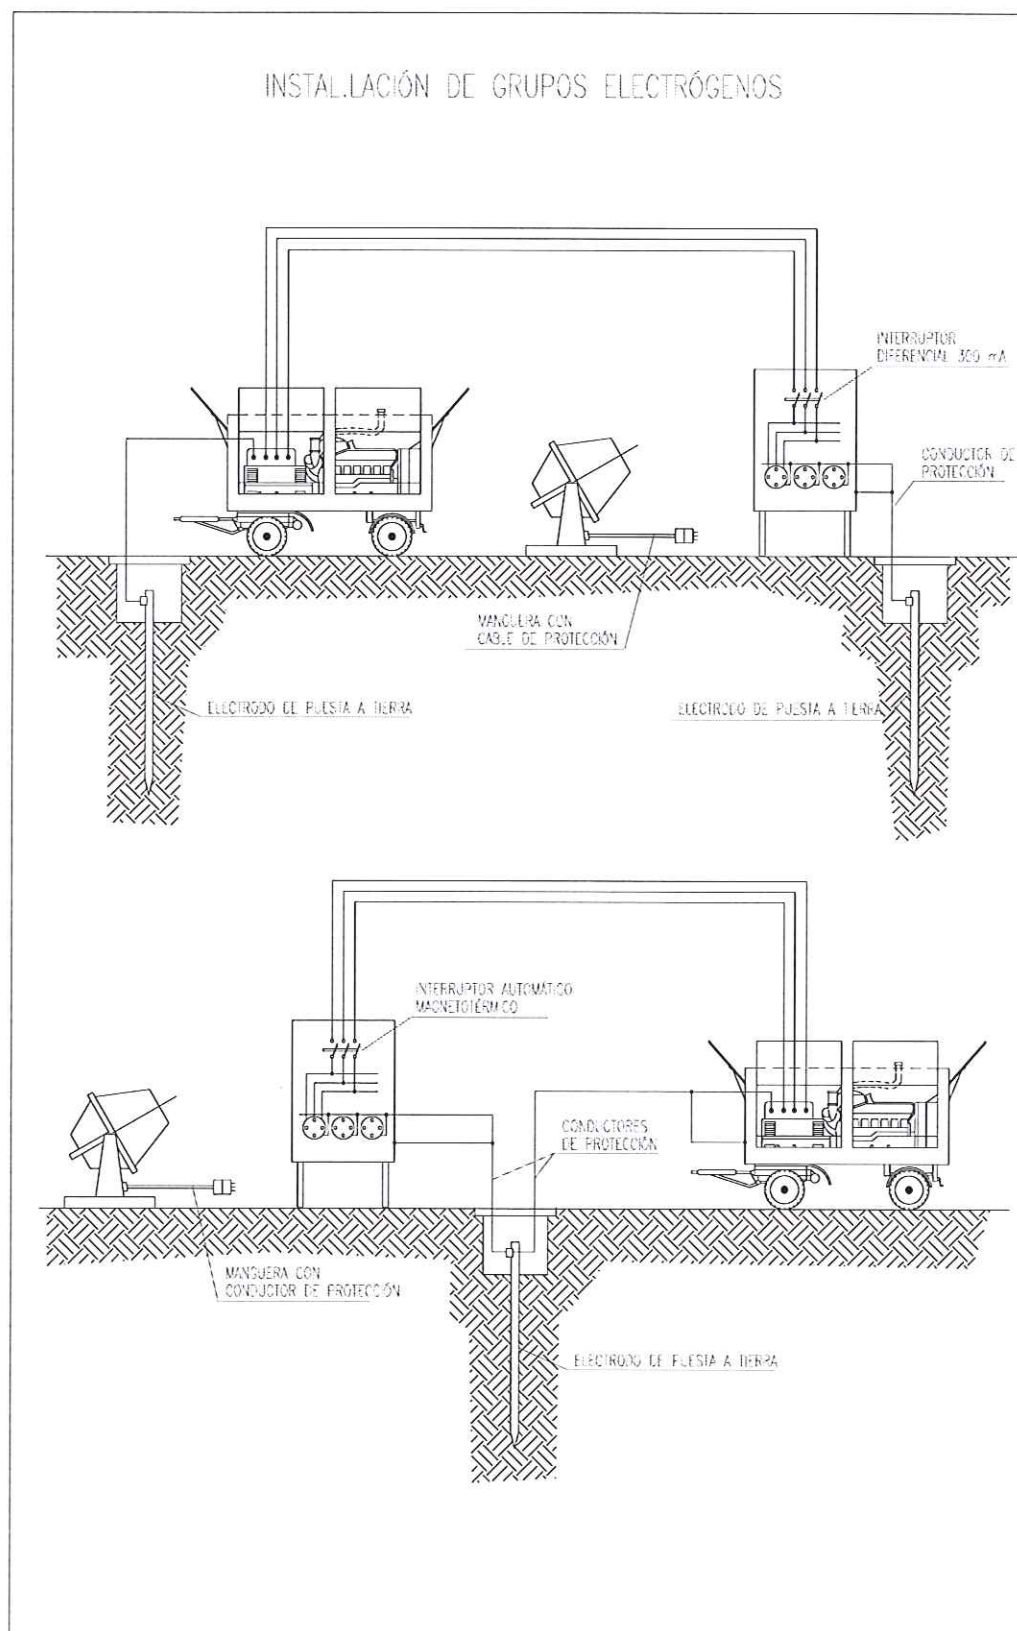 INSTAL.LACIÓN DE GRUPOS ELECTRÓGENOS
INTERRUPTOR
DIFERENCIAL 300 mA
CONDUCTOR DE
PROTECCIÓN
MANGUERA CON
CABLE DE PROTECCIÓN
ELECTRODO DE PUESTA A TIERRA
ELECTRODO DE PUESTA A TIERRA
INTERRUPTOR AUTOMÁTICO
MAGNETOTÉRMICO
CONDUCTORES
DE PROTECCIÓN
MANGUERA CON
CONDUCTOR DE PROTECCIÓN
ELECTRODO DE PUESTA A TIERRA